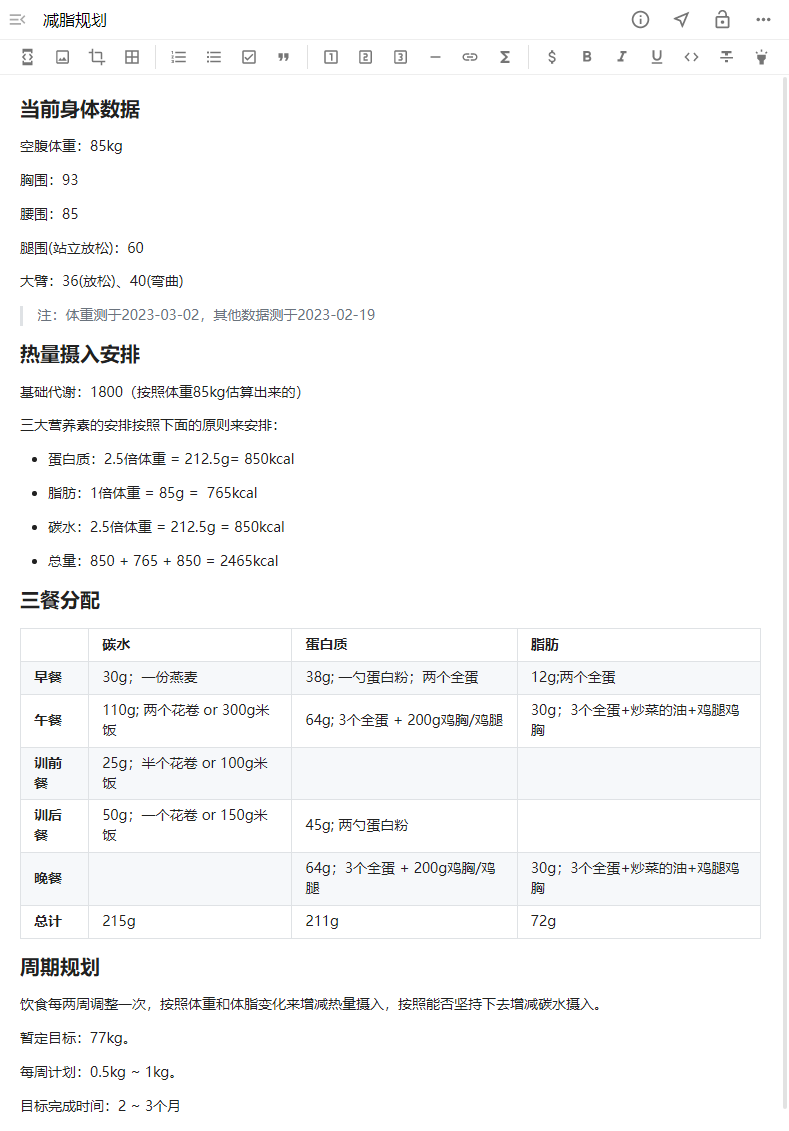 减脂规划
当前身体数据
空腹体重：85kg
胸围：93
腰围：85
腿围(站立放松)：60
大臂：36(放松)、40(弯曲)
注：体重测于2023-03-02，其他数据测于2023-02-19
热量摄入安排
基础代谢：1800（按照体重85kg估算出来的）
三大营养素的安排按照下面的原则来安排：
• 蛋白质：2.5倍体重 = 212.5g= 850kcal
• 脂肪：1倍体重 = 85g = 765kcal
• 碳水：2.5倍体重 = 212.5g = 850kcal
• 总量：850 + 765 + 850 = 2465kcal
三餐分配
碳水 蛋白质 脂肪
早餐 30g；一份燕麦 38g; 一勺蛋白粉；两个全蛋 12g;两个全蛋
午餐 110g; 两个花卷 or 300g米饭 64g; 3个全蛋 + 200g鸡胸/鸡腿 30g；3个全蛋+炒菜的油+鸡腿鸡胸
训前餐 25g；半个花卷 or 100g米饭
训后餐 50g；一个花卷 or 150g米饭 45g; 两勺蛋白粉
晚餐 64g；3个全蛋 + 200g鸡胸/鸡腿 30g；3个全蛋+炒菜的油+鸡腿鸡胸
总计 215g 211g 72g
周期规划
饮食每两周调整一次，按照体重和体脂变化来增减热量摄入，按照能否坚持下去增减碳水摄入。
暂定目标：77kg。
每周计划：0.5kg ~ 1kg。
目标完成时间：2 ~ 3个月